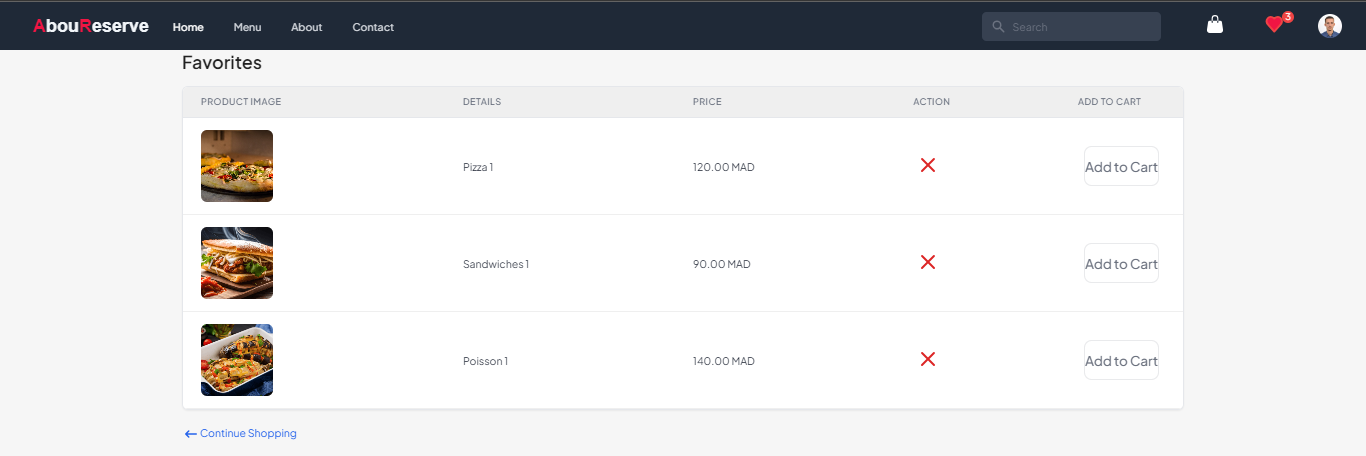 AbouReserve Home Menu About Contact Search 3
Favorites
PRODUCT IMAGE DETAILS PRICE ACTION ADD TO CART
Pizza 1 120.00 MAD Add to Cart
Sandwiches 1 90.00 MAD Add to Cart
Poisson 1 140.00 MAD Add to Cart
← Continue Shopping